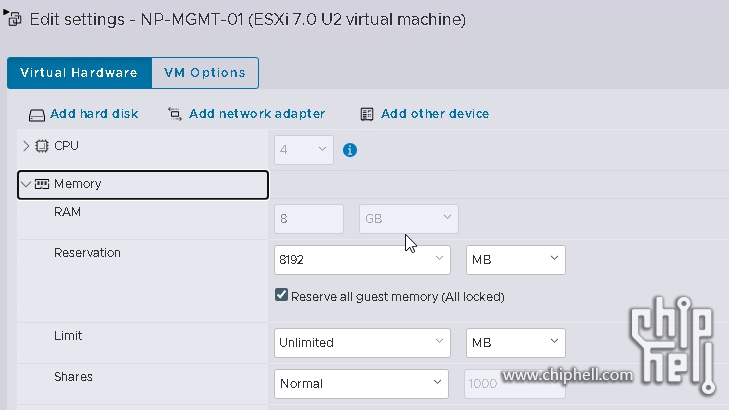 Edit settings - NP-MGMT-01 (ESXi 7.0 U2 virtual machine)
Virtual Hardware VM Options
Add hard disk Add network adapter Add other device
CPU 4
Memory
RAM 8 GB
Reservation 8192 MB
Reserve all guest memory (All locked)
Limit Unlimited MB
Shares Normal 1000
www.chiphell.com
chip
hell